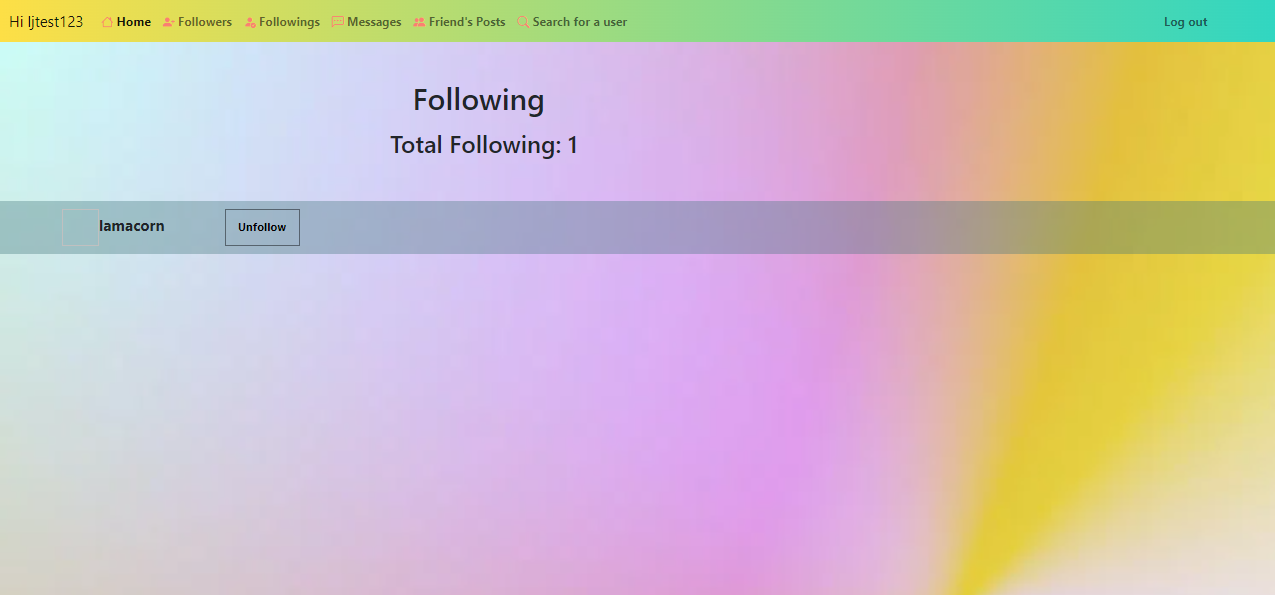 Hi ljtest123 Home Followers Followings Messages Friend's Posts Search for a user Log out
Following
Total Following: 1
lamacorn Unfollow